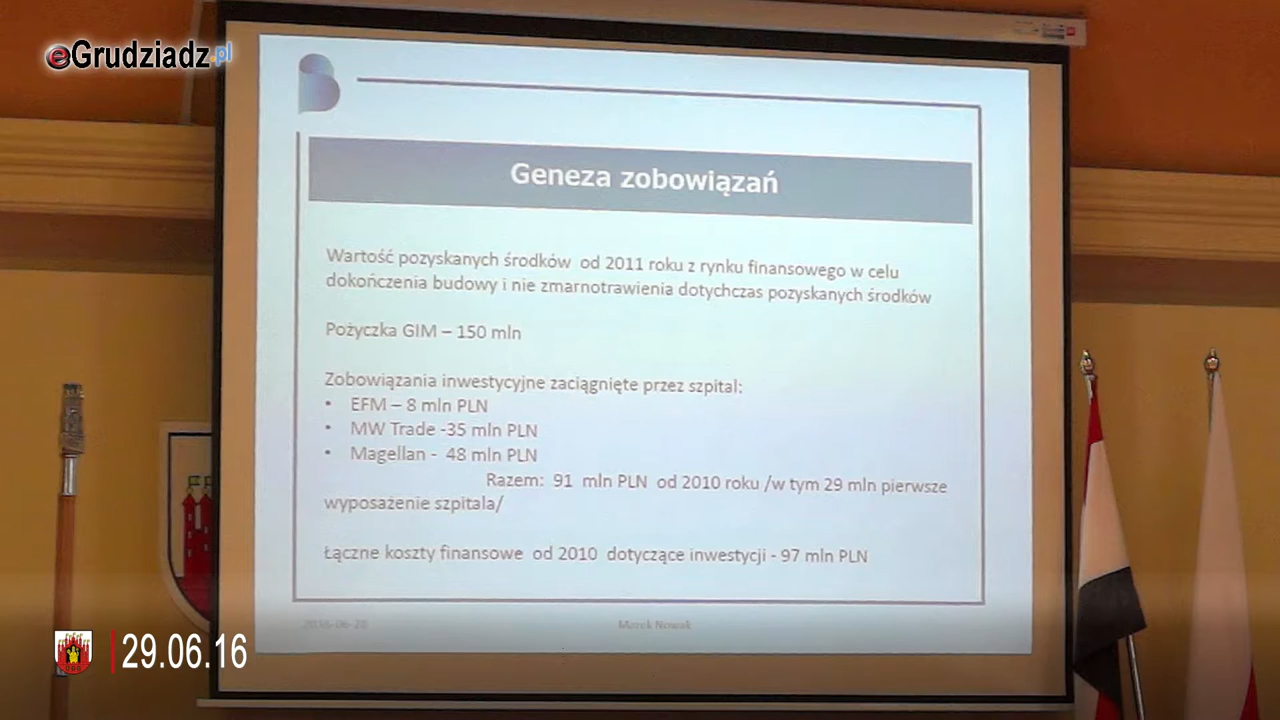 eGrudziadz.pl
Geneza zobowiązań
Wartość pozyskanych środków od 2011 roku z rynku finansowego w celu
dokończenia budowy i nie zmarnotrawienia dotychczas pozyskanych środków
Pożyczka GIM – 150 mln
Zobowiązania inwestycyjne zaciągnięte przez szpital:
• EFM – 8 mln PLN
• MW Trade -35 mln PLN
• Magellan - 48 mln PLN
Razem: 91 mln PLN od 2010 roku /w tym 29 mln pierwsze
wyposażenie szpitala/
Łączne koszty finansowe od 2010 dotyczące inwestycji - 97 mln PLN
Marek Nowak
29.06.16